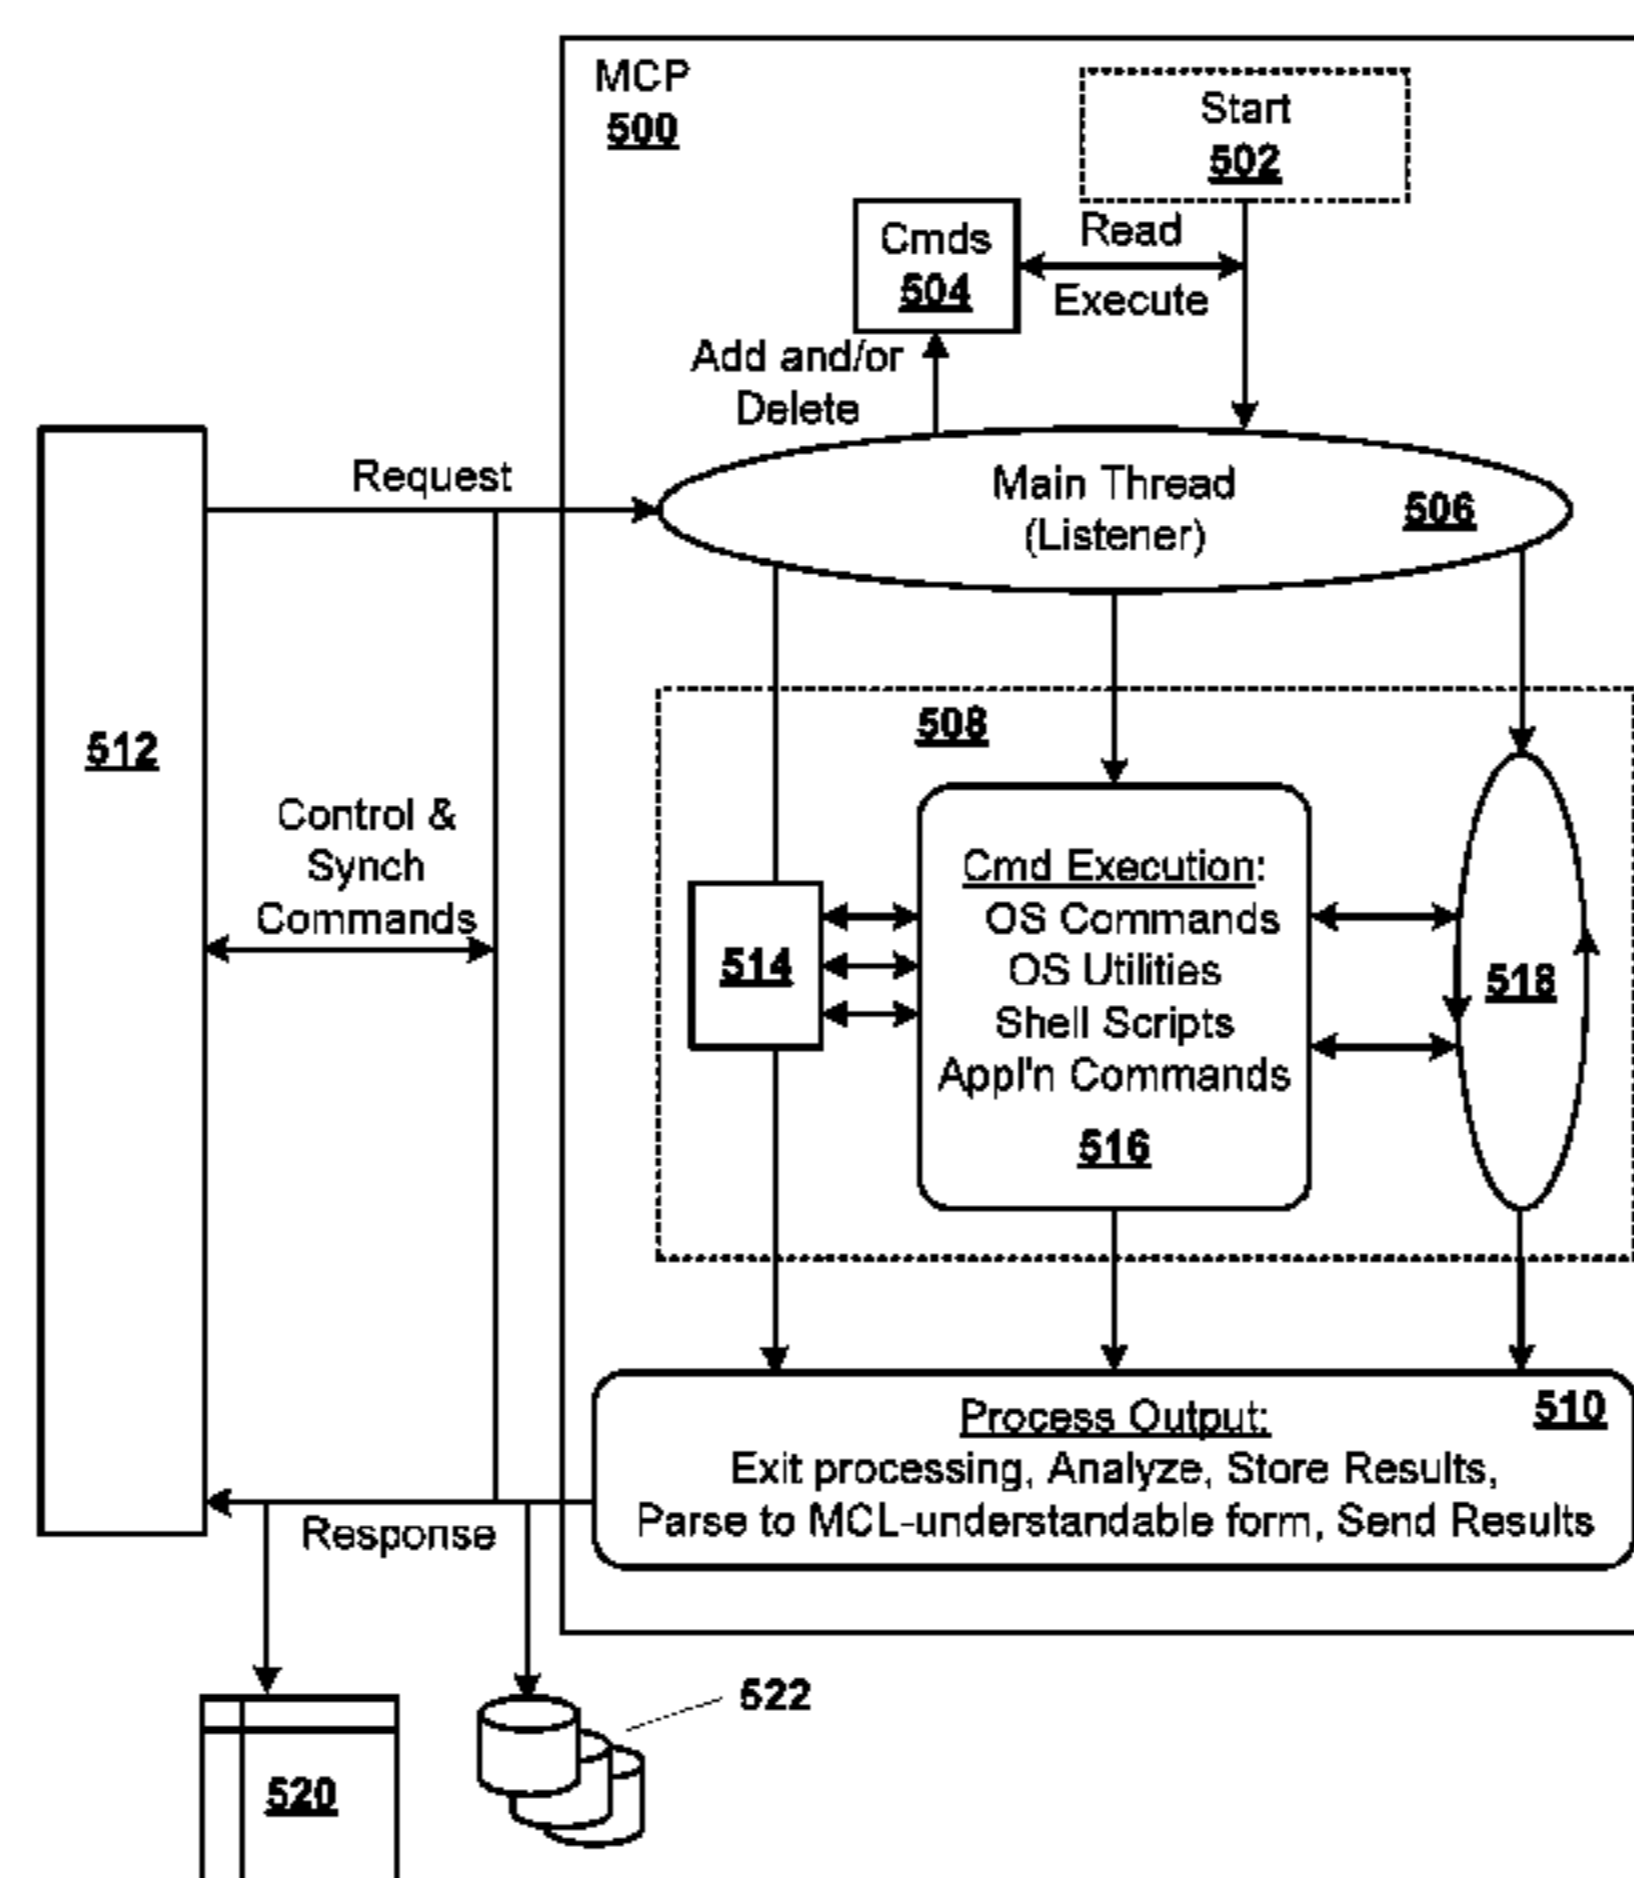 MCP
500
Start
502
Cmds
504
Read
Execute
Add and/or
Delete
Request
Main Thread
(Listener)
506
512
508
Control &
Synch
Commands
514
Cmd Execution:
OS Commands
OS Utilities
Shell Scripts
Appl'n Commands
516
518
510
Process Output:
Exit processing, Analyze, Store Results,
Parse to MCL-understandable form, Send Results
Response
522
520